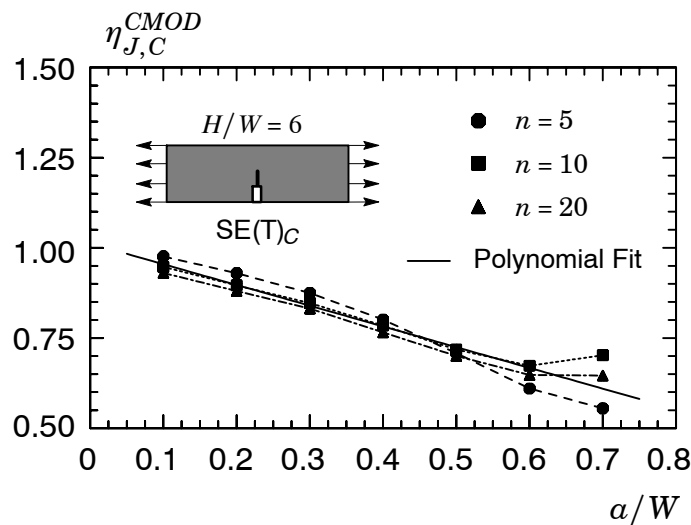 η_{J,C}^{CMOD}
1.50
1.25
1.00
0.75
0.50
H/W = 6
SE(T)_C
n = 5
n = 10
n = 20
Polynomial Fit
0 0.1 0.2 0.3 0.4 0.5 0.6 0.7 0.8
a/W